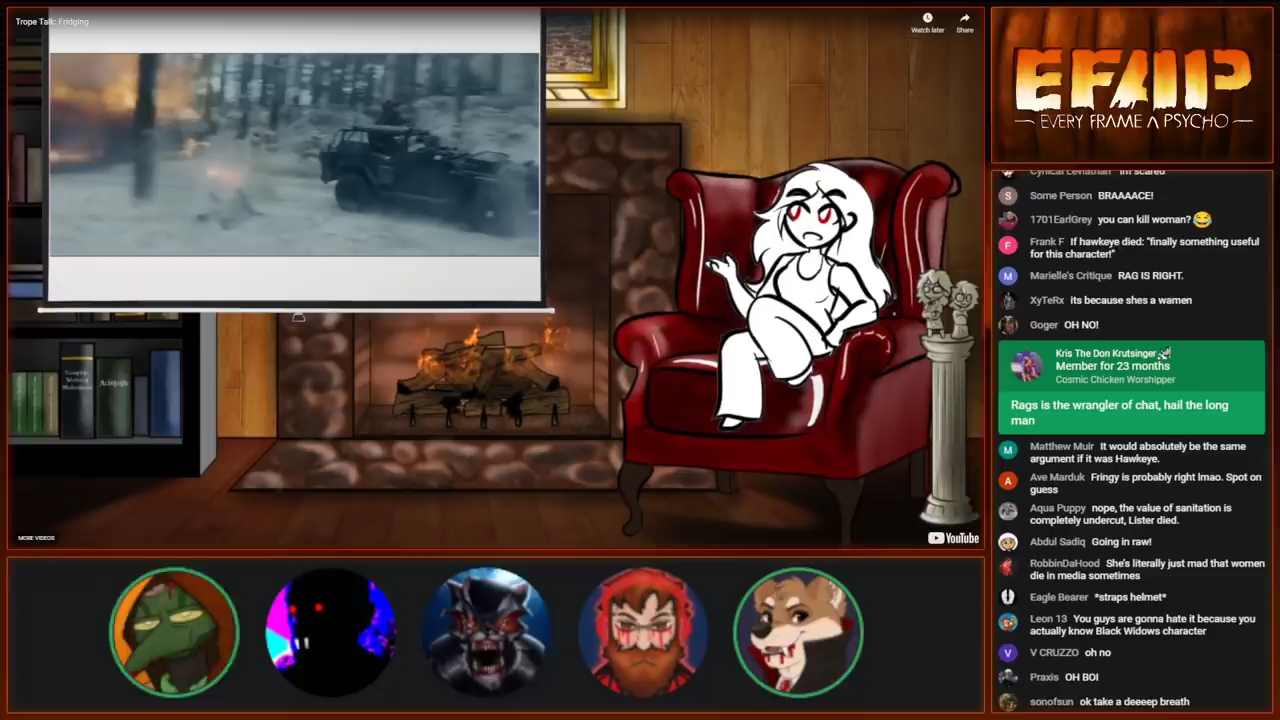 Trope Talk: Fridging
Watch later
Share
Aristotle
MORE VIDEOS
YouTube
EFAP
EVERY FRAME A PSYCHO
Cynical Leviathan im scared
Some Person BRAAAACE!
1701EarlGrey you can kill woman? 😂
Frank F If hawkeye died: "finally something useful
for this character!"
Marielle's Critique RAG IS RIGHT.
XyTeRx its because shes a wamen
Goger OH NO!
Kris The Don Krutsinger
Member for 23 months
Cosmic Chicken Worshipper
Rags is the wrangler of chat, hail the long
man
Matthew Muir It would absolutely be the same
argument if it was Hawkeye.
Ave Marduk Fringy is probably right lmao. Spot on
guess
Aqua Puppy nope, the value of sanitation is
completely undercut, Lister died.
Abdul Sadiq Going in raw!
RobbinDaHood She's literally just mad that women
die in media sometimes
Eagle Bearer *straps helmet*
Leon 13 You guys are gonna hate it because you
actually know Black Widows character
V CRUZZO oh no
Praxis OH BOI
sonofsun ok take a deeeep breath